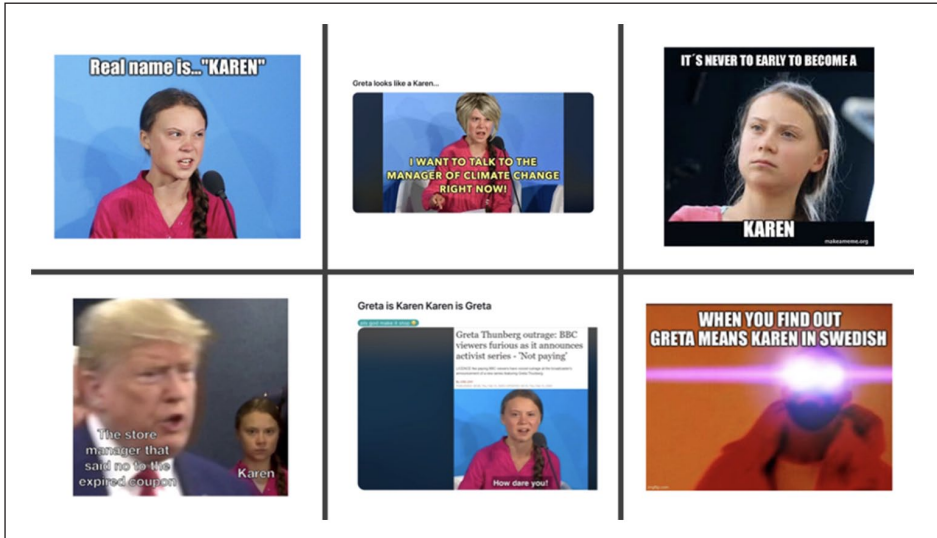 Real name is..."KAREN"
Greta looks like a Karen...
I WANT TO TALK TO THE
MANAGER OF CLIMATE CHANGE
RIGHT NOW!
IT´S NEVER TO EARLY TO BECOME A
KAREN
makeameme.org
The store
manager that
said no to the
expired coupon
Karen
Greta is Karen Karen is Greta
Greta Thunberg outrage: BBC
viewers furious as it announces
activist series - 'Not paying'
How dare you!
WHEN YOU FIND OUT
GRETA MEANS KAREN IN SWEDISH
imgflip.com